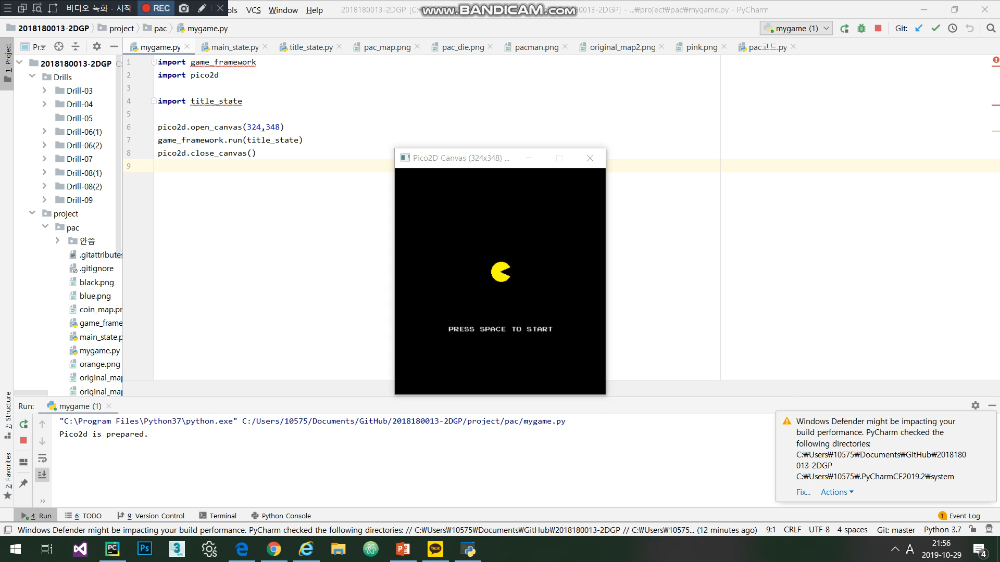 비디오 녹화 - 시작
REC
ols VCS Window Help
2018180013-2DGP [C:
www.BANDICAM.com
80013-2DGP] - ...₩project₩pac₩mygame.py - PyCharm
2018180013-2DGP project pac mygame.py
mygame (1) Git:
1: Project
Pr.. mygame.py main_state.py title_state.py pac_map.png pac_die.png pacman.png original_map2.png pink.png pac코드.py
2018180013-2DGP C:
Drills
Drill-03
Drill-04
Drill-05
Drill-06(1)
Drill-06(2)
Drill-07
Drill-08(1)
Drill-08(2)
Drill-09
project
pac
안씀
.gitattributes
.gitignore
black.png
blue.png
coin_map.pr
game_frame
main_state.p
mygame.py
orange.png
original_map
original_map
1 import game_framework
2 import pico2d
3
4 import title_state
5
6 pico2d.open_canvas(324,348)
7 game_framework.run(title_state)
8 pico2d.close_canvas()
9
Pico2D Canvas (324x348) ...
PRESS SPACE TO START
7: Structure
2: Favorites
Run: mygame (1)
"C:\Program Files\Python37\python.exe" C:/Users/10575/Documents/GitHub/2018180013-2DGP/project/pac/mygame.py
Pico2d is prepared.
Windows Defender might be impacting your
build performance. PyCharm checked the
following directories:
C:₩Users₩10575₩Documents₩GitHub₩2018180
013-2DGP
C:₩Users₩10575₩.PyCharmCE2019.2₩system
Fix... Actions
4: Run 6: TODO 9: Version Control Terminal Python Console 1 Event Log
Windows Defender might be impacting your build performance. PyCharm checked the following directories: // C:₩Users₩10575₩Documents₩GitHub₩2018180013-2DGP // C:₩Users₩10575... (12 minutes ago) 9:1 CRLF UTF-8 4 spaces Git: master Python 3.7
PC Ps 3 MAX TALK A 21:56
2019-10-29 4